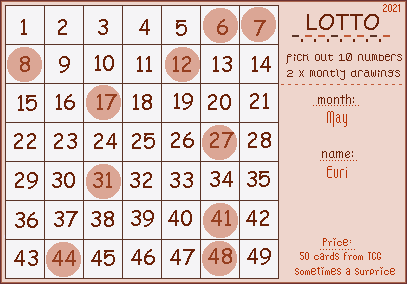 1 2 3 4 5 6 7
8 9 10 11 12 13 14
15 16 17 18 19 20 21
22 23 24 25 26 27 28
29 30 31 32 33 34 35
36 37 38 39 40 41 42
43 44 45 46 47 48 49
2021
LOTTO
pick out 10 numbers
2 x montly drawings
month:
May
name:
Euri
Price:
50 cards from TCG
Sometimes a surprice